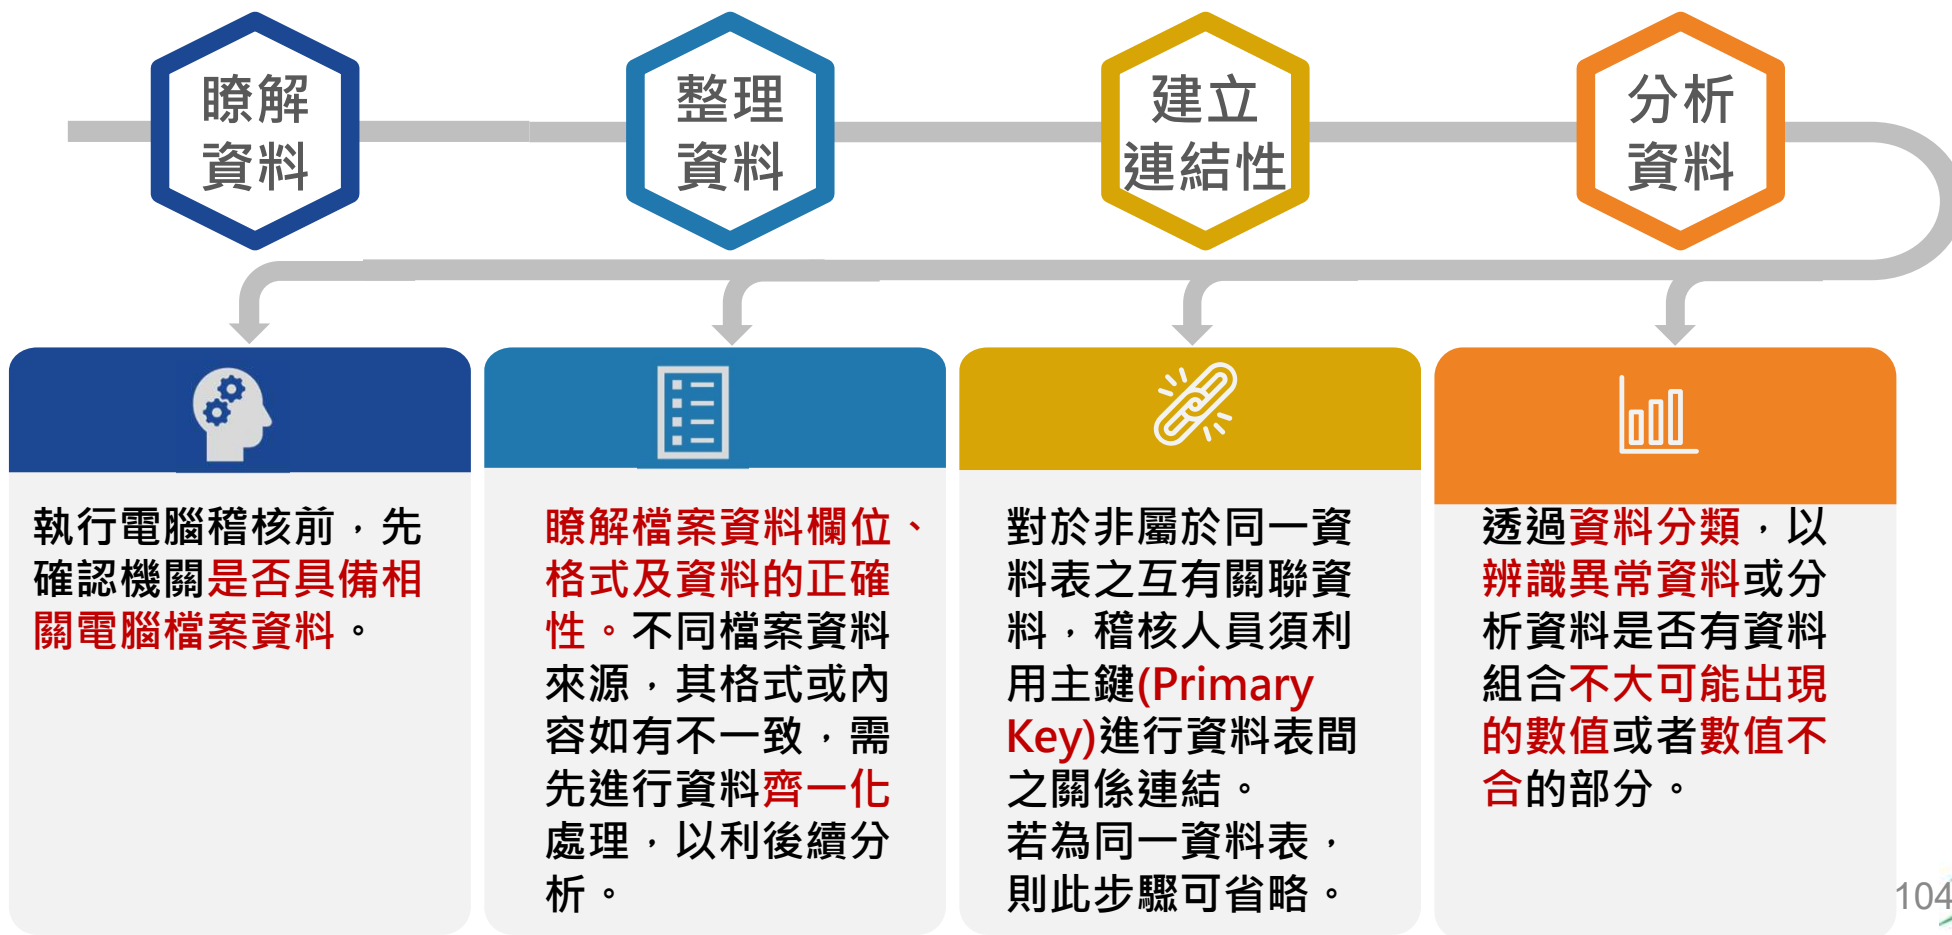 瞭解
資料
整理
資料
建立
連結性
分析
資料
執行電腦稽核前，先
確認機關是否具備相
關電腦檔案資料。
瞭解檔案資料欄位、
格式及資料的正確
性。不同檔案資料
來源，其格式或內
容如有不一致，需
先進行資料齊一化
處理，以利後續分
析。
對於非屬於同一資
料表之互有關聯資
料，稽核人員須利
用主鍵(Primary
Key)進行資料表間
之關係連結。
若為同一資料表，
則此步驟可省略。
透過資料分類，以
辨識異常資料或分
析資料是否有資料
組合不大可能出現
的數值或者數值不
合的部分。
104